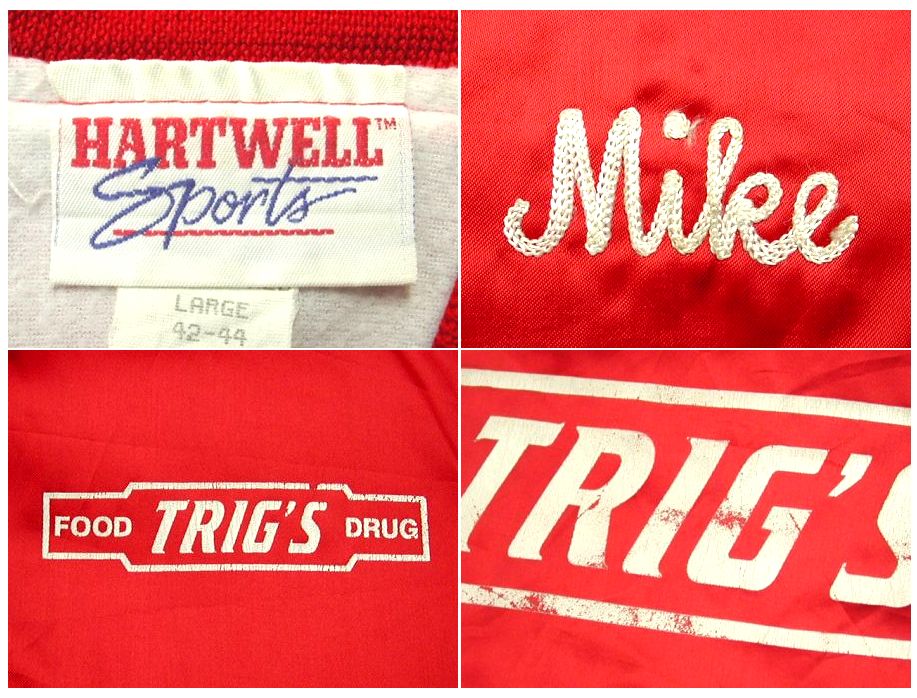 HARTWELL™
Sports
LARGE
42-44
Mike
FOOD TRIG'S DRUG
TRIG'S